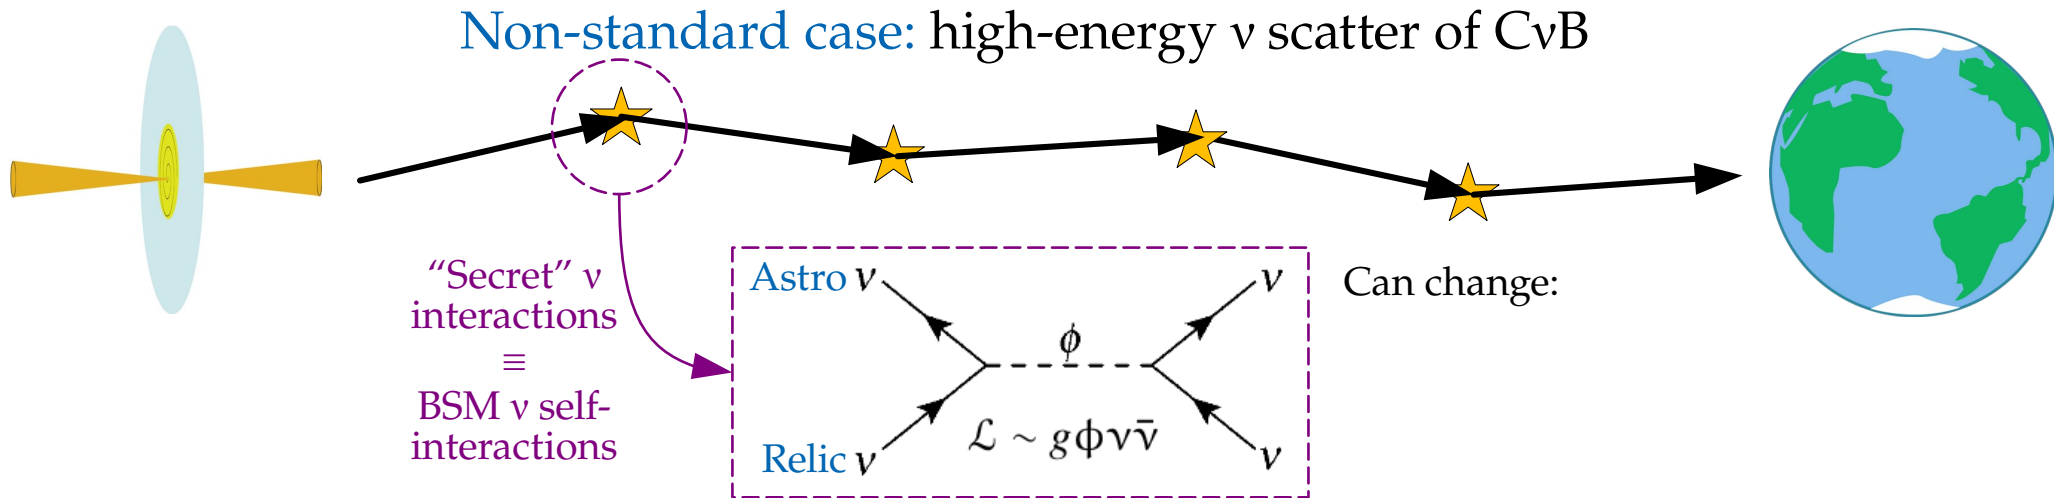 Non-standard case: high-energy ν scatter of CνB
“Secret” ν
interactions
≡
BSM ν self-
interactions
Astro ν
ν
ϕ
ℒ ~ gϕνν̄
Relic ν
ν
Can change: